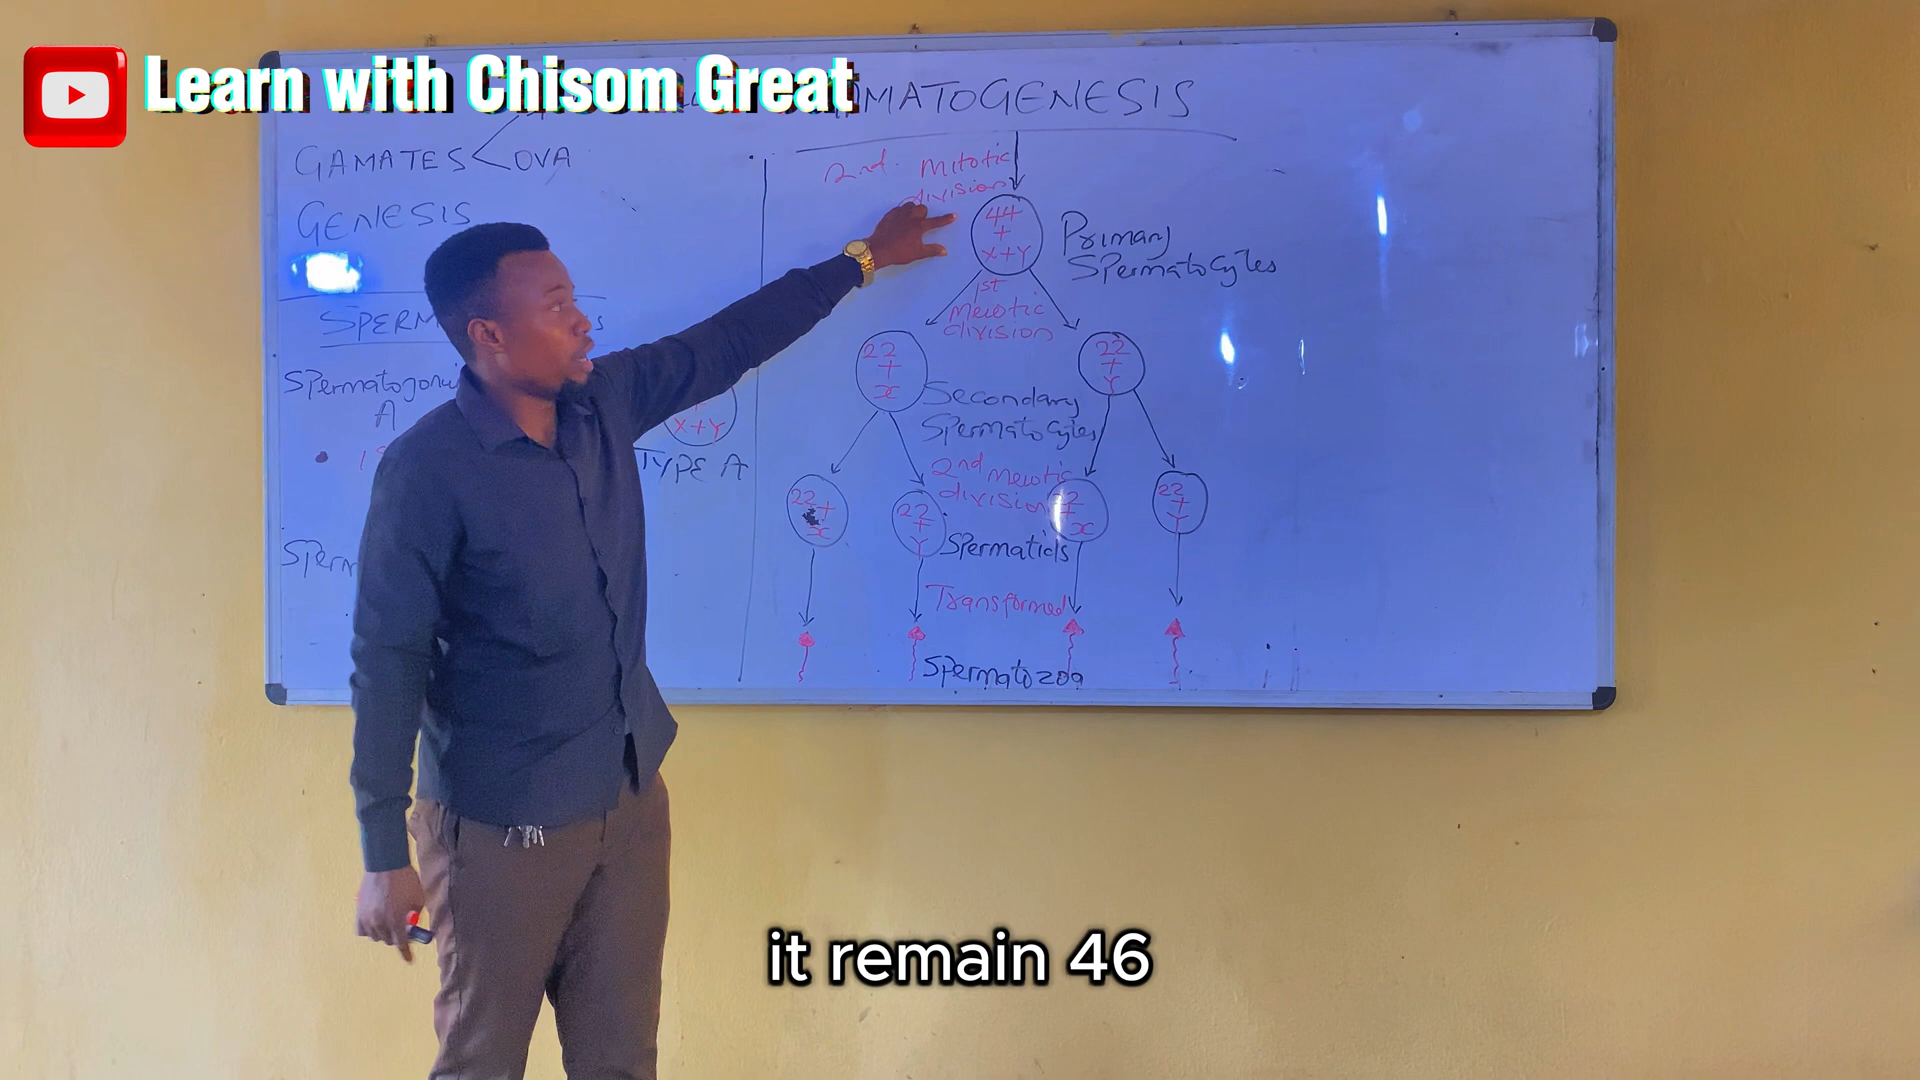 Learn with Chisom Great
MATOGENESIS
GAMATES < OVA
GENESIS
SPERM
Spermatogoni
A
X+Y
TYPE A
Sperm
2nd. Mitotic
division
44
+
X+Y
Primary
Spermatocytes
1st
Meiotic
division
22
+
x
22
+
Y
Secondary
Spermatocytes
2nd Meiotic
division
22
+
x
22
+
Y
22
+
x
22
+
Y
Spermatids
Transformed
Spermatozoa
it remain 46